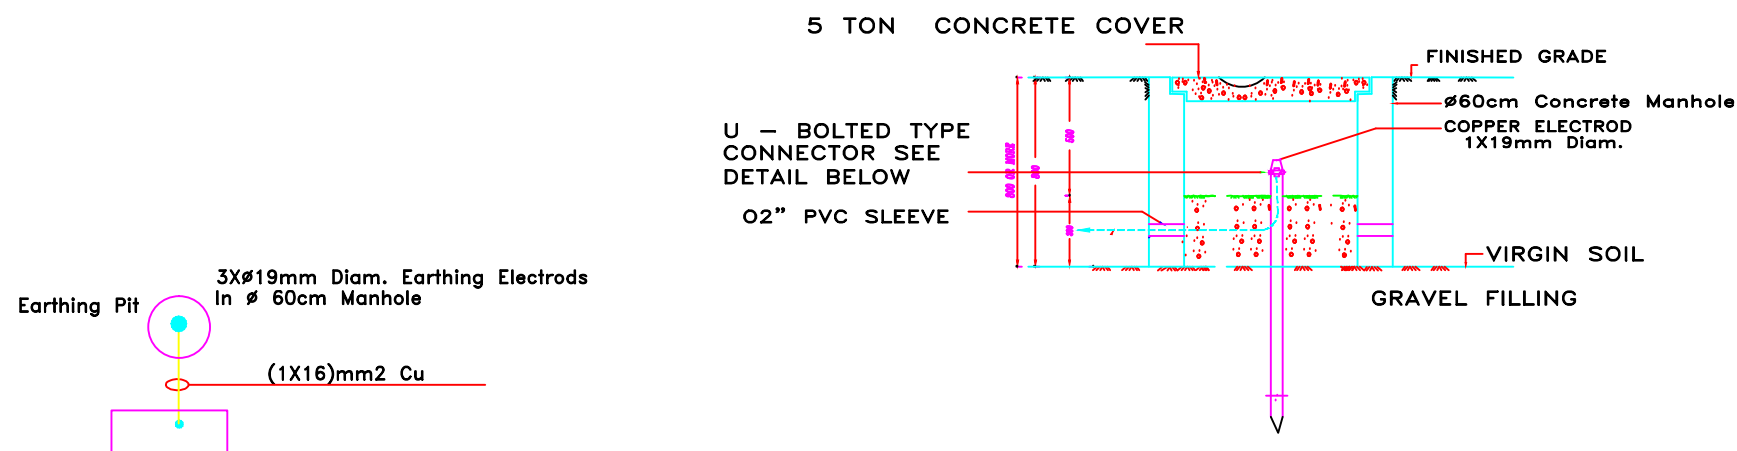 5 TON CONCRETE COVER
FINISHED GRADE
Ø60cm Concrete Manhole
COPPER ELECTROD
1X19mm Diam.
U – BOLTED TYPE
CONNECTOR SEE
DETAIL BELOW
O2" PVC SLEEVE
VIRGIN SOIL
GRAVEL FILLING
3XØ19mm Diam. Earthing Electrods
In Ø 60cm Manhole
Earthing Pit
(1X16)mm2 Cu